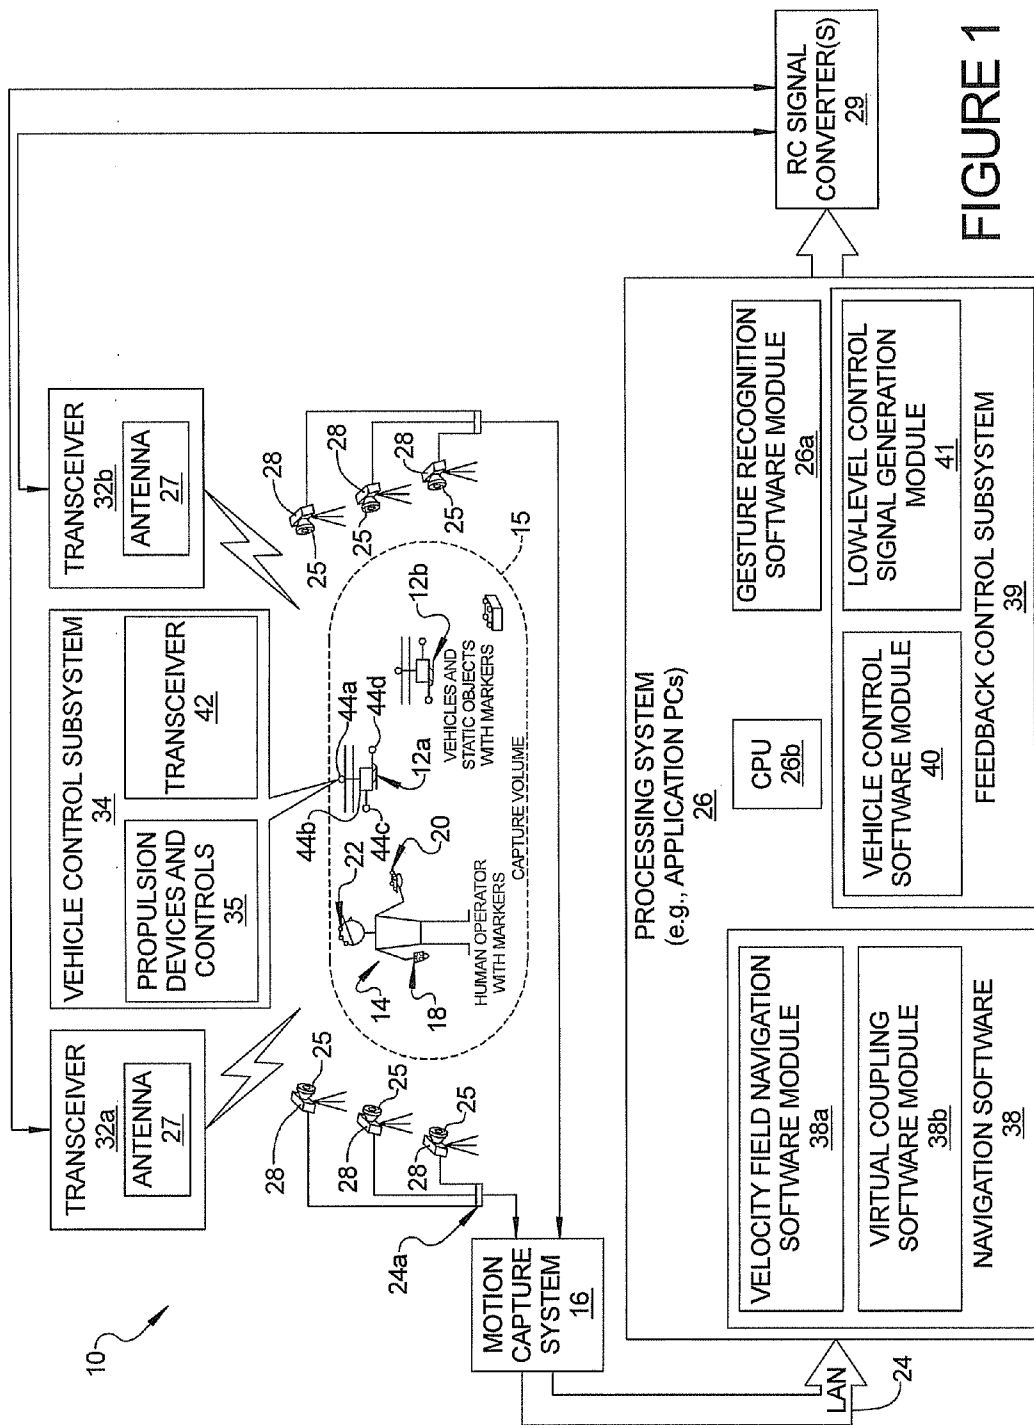 10
TRANSCEIVER
32a
ANTENNA
27
VEHICLE CONTROL SUBSYSTEM
34
PROPULSION
DEVICES AND
CONTROLS
35
TRANSCEIVER
42
TRANSCEIVER
32b
ANTENNA
27
25
28
25
28
25
28
24a
22
14
18
20
HUMAN OPERATOR
WITH MARKERS
44a
44b
44c
44d
12a
12b
VEHICLES AND
STATIC OBJECTS
WITH MARKERS
CAPTURE VOLUME
15
28
25
28
25
28
25
MOTION
CAPTURE
SYSTEM
16
LAN
24
PROCESSING SYSTEM
(e.g., APPLICATION PCs)
26
VELOCITY FIELD NAVIGATION
SOFTWARE MODULE
38a
VIRTUAL COUPLING
SOFTWARE MODULE
38b
NAVIGATION SOFTWARE
38
CPU
26b
GESTURE RECOGNITION
SOFTWARE MODULE
26a
VEHICLE CONTROL
SOFTWARE MODULE
40
LOW-LEVEL CONTROL
SIGNAL GENERATION
MODULE
41
FEEDBACK CONTROL SUBSYSTEM
39
RC SIGNAL
CONVERTER(S)
29
FIGURE 1